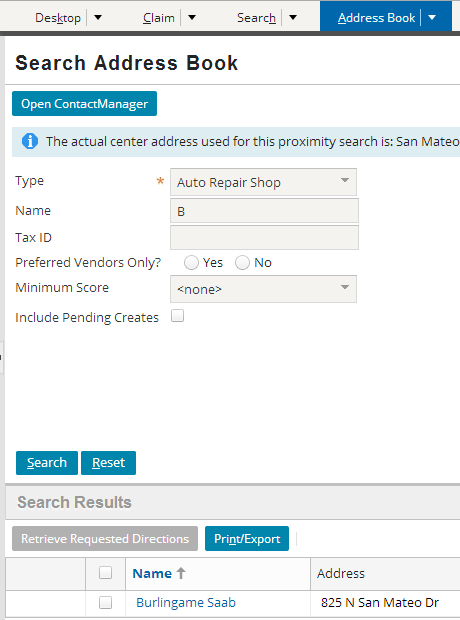 Desktop Claim Search Address Book
Search Address Book
Open ContactManager
The actual center address used for this proximity search is: San Mateo
Type * Auto Repair Shop
Name B
Tax ID
Preferred Vendors Only? Yes No
Minimum Score <none>
Include Pending Creates
Search Reset
Search Results
Retrieve Requested Directions Print/Export
Name ↑ Address
Burlingame Saab 825 N San Mateo Dr